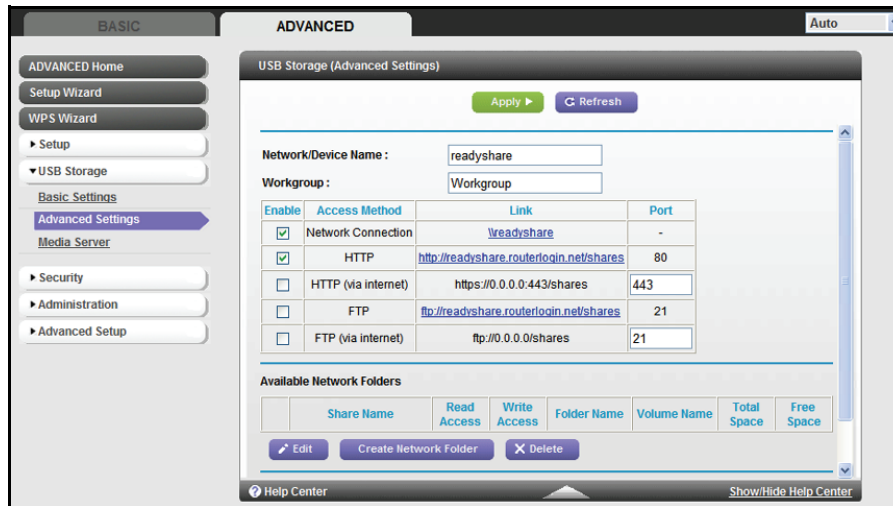 BASIC
ADVANCED
Auto
ADVANCED Home
Setup Wizard
WPS Wizard
Setup
USB Storage
Basic Settings
Advanced Settings
Media Server
Security
Administration
Advanced Setup
USB Storage (Advanced Settings)
Apply
Refresh
Network/Device Name : readyshare
Workgroup : Workgroup
Enable Access Method Link Port
Network Connection \\readyshare -
HTTP http://readyshare.routerlogin.net/shares 80
HTTP (via internet) https://0.0.0.0:443/shares 443
FTP ftp://readyshare.routerlogin.net/shares 21
FTP (via internet) ftp://0.0.0.0/shares 21
Available Network Folders
Share Name Read Access Write Access Folder Name Volume Name Total Space Free Space
Edit Create Network Folder Delete
Help Center Show/Hide Help Center